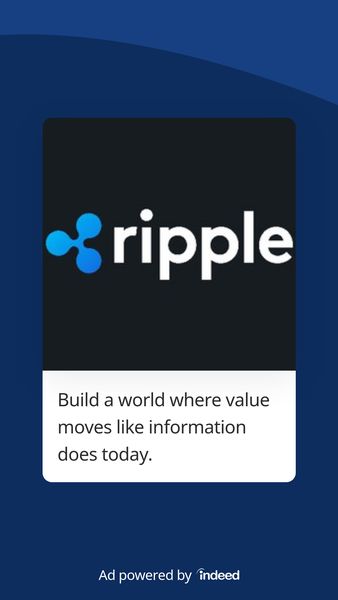 ripple
Build a world where value
moves like information
does today.
Ad powered by indeed